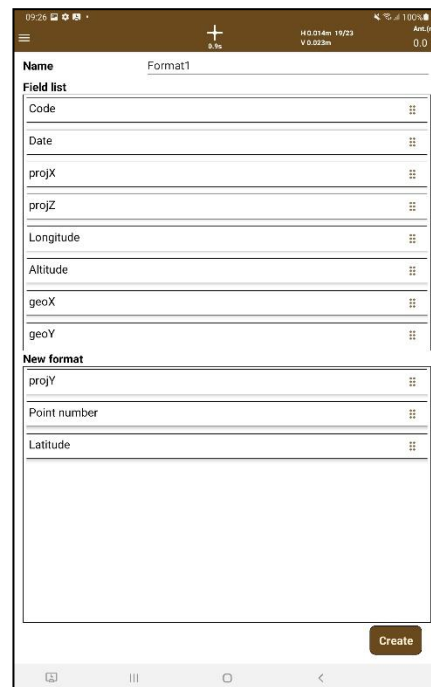 09:26
100%
H 0.014m 19/23
Ant.(
0.9s
V 0.023m
0.0
Name Format1
Field list
Code
Date
projX
projZ
Longitude
Altitude
geoX
geoY
New format
projY
Point number
Latitude
Create